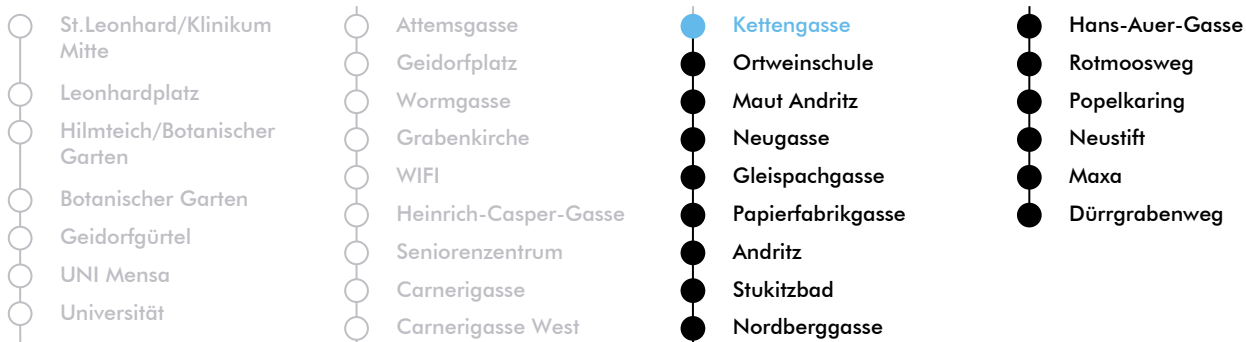 St.Leonhard/Klinikum
Mitte
Leonhardplatz
Hilmteich/Botanischer
Garten
Botanischer Garten
Geidorfgürtel
UNI Mensa
Universität
Attemsgasse
Geidorfplatz
Wormgasse
Grabenkirche
WIFI
Heinrich-Casper-Gasse
Seniorenzentrum
Carnerigasse
Carnerigasse West
Kettengasse
Ortweinschule
Maut Andritz
Neugasse
Gleispachgasse
Papierfabrikgasse
Andritz
Stukitzbad
Nordberggasse
Hans-Auer-Gasse
Rotmoosweg
Popelkaring
Neustift
Maxa
Dürrgrabenweg